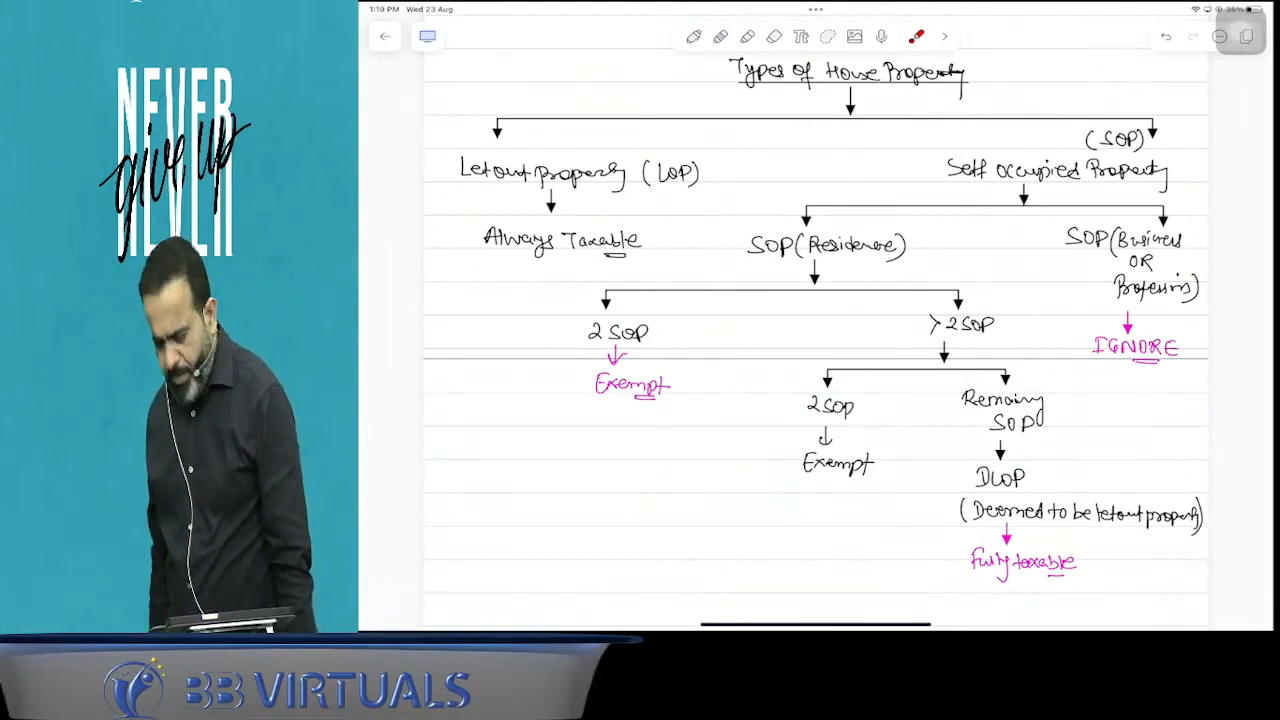 1:19 PM Wed 23 Aug
35%
NEVER
give up
NEVER
Types of House Property
(SOP)
Letout Property (LOP)
Self Occupied Property
Always Taxable
SOP (Residence)
SOP (Business
OR
Profession)
2 SOP
> 2 SOP
IGNORE
Exempt
2 SOP
Remaing
SOP
Exempt
DLOP
(Deemed to be letout property)
Fully taxable
BB VIRTUALS